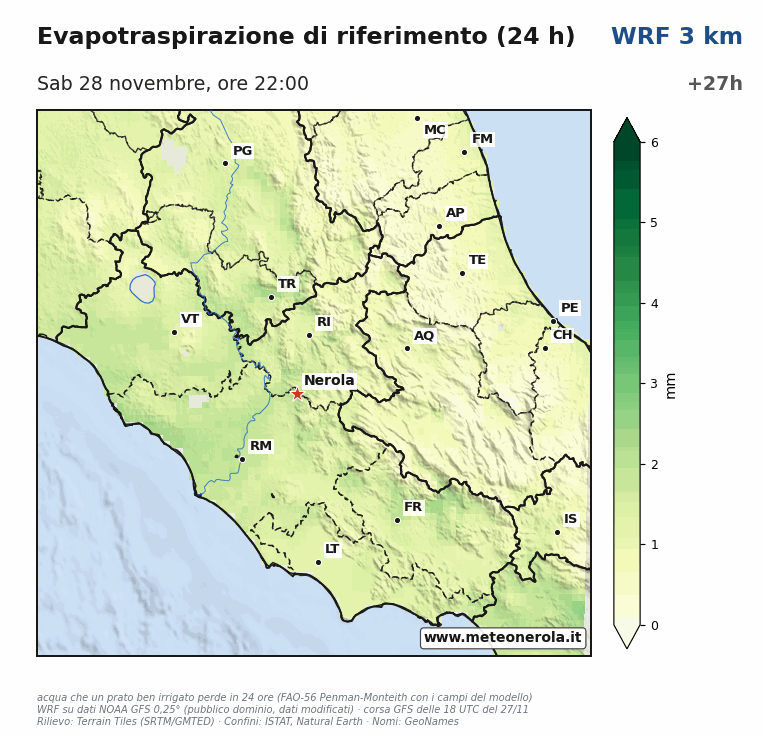 Evapotraspirazione di riferimento (24 h) WRF 3 km
Sab 28 novembre, ore 22:00 +27h
MC
FM
PG
AP
TE
TR
PE
VT
RI
AQ
CH
Nerola
RM
FR
IS
LT
www.meteonerola.it
6
5
4
3
2
1
0
mm
acqua che un prato ben irrigato perde in 24 ore (FAO-56 Penman-Monteith con i campi del modello)
WRF su dati NOAA GFS 0,25° (pubblico dominio, dati modificati) · corsa GFS delle 18 UTC del 27/11
Rilievo: Terrain Tiles (SRTM/GMTED) · Confini: ISTAT, Natural Earth · Nomi: GeoNames